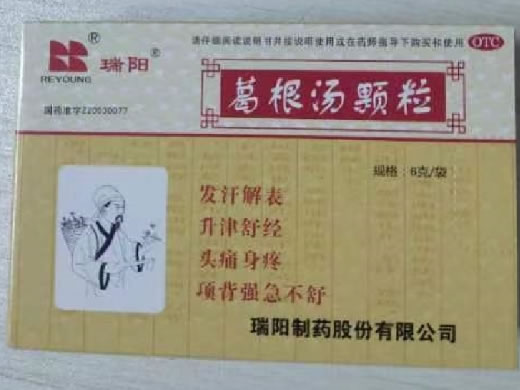 请仔细阅读说明书并按说明使用或在药师指导下购买和使用 OTC
瑞阳®
®
REYOUNG
葛根汤颗粒
国药准字Z20030077
规格：6克/袋
发汗解表
升津舒经
头痛身疼
项背强急不舒
瑞阳制药股份有限公司